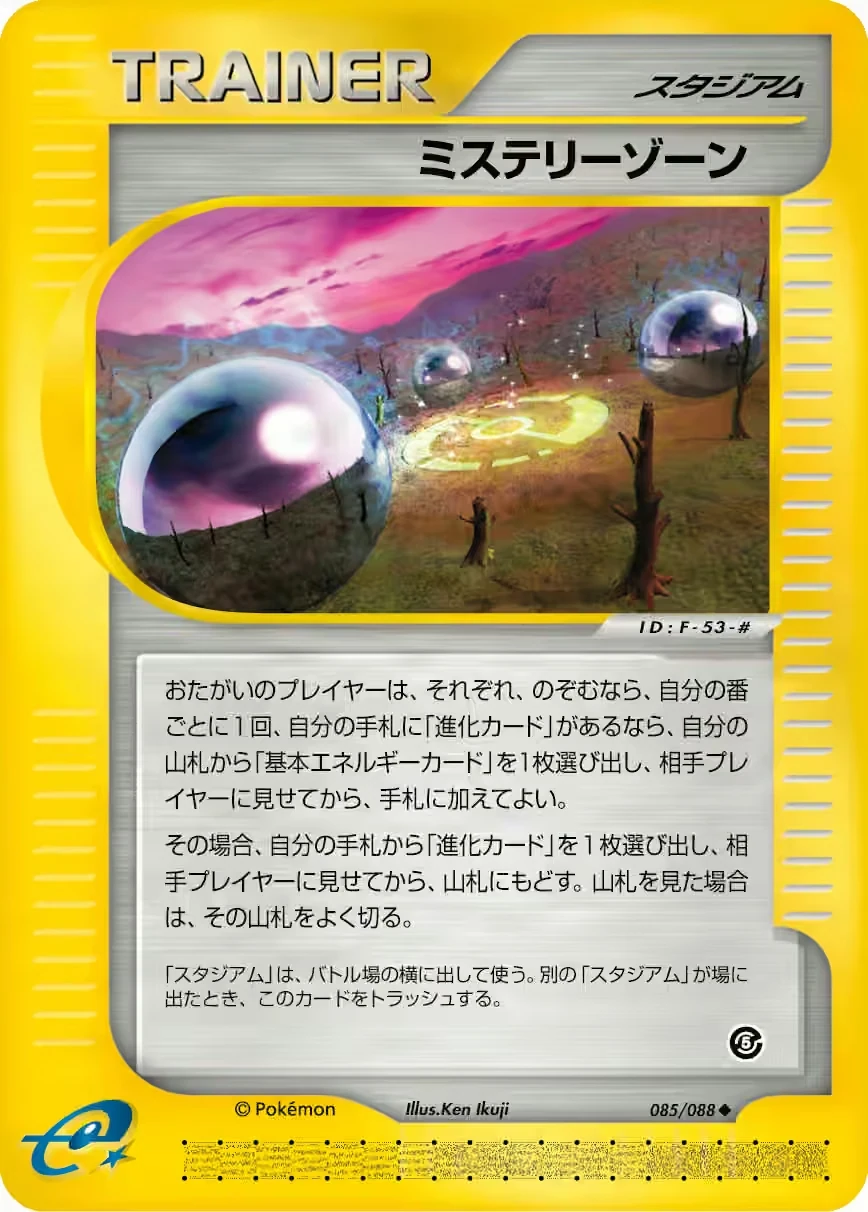 TRAINER
スタジアム
ミステリーゾーン
ID:F-53-#
おたがいのプレイヤーは、それぞれ、のぞむなら、自分の番
ごとに1回、自分の手札に「進化カード」があるなら、自分の
山札から「基本エネルギーカード」を1枚選び出し、相手プレ
イヤーに見せてから、手札に加えてよい。
その場合、自分の手札から「進化カード」を1枚選び出し、相
手プレイヤーに見せてから、山札にもどす。山札を見た場合
は、その山札をよく切る。
「スタジアム」は、バトル場の横に出して使う。別の「スタジアム」が場に
出たとき、このカードをトラッシュする。
5
© Pokémon Illus.Ken Ikuji 085/088◆
e